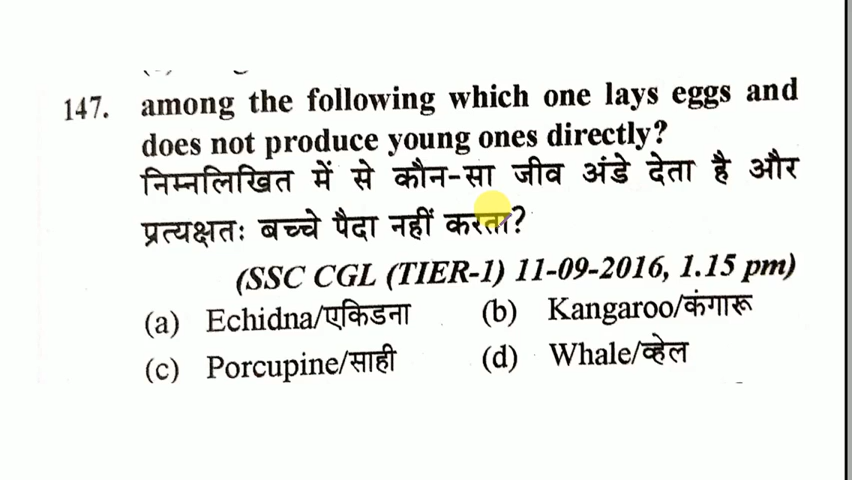 147. among the following which one lays eggs and
does not produce young ones directly?
निम्नलिखित में से कौन-सा जीव अंडे देता है और
प्रत्यक्षतः बच्चे पैदा नहीं करता?
(SSC CGL (TIER-1) 11-09-2016, 1.15 pm)
(a) Echidna/एकिडना (b) Kangaroo/कंगारू
(c) Porcupine/साही (d) Whale/व्हेल